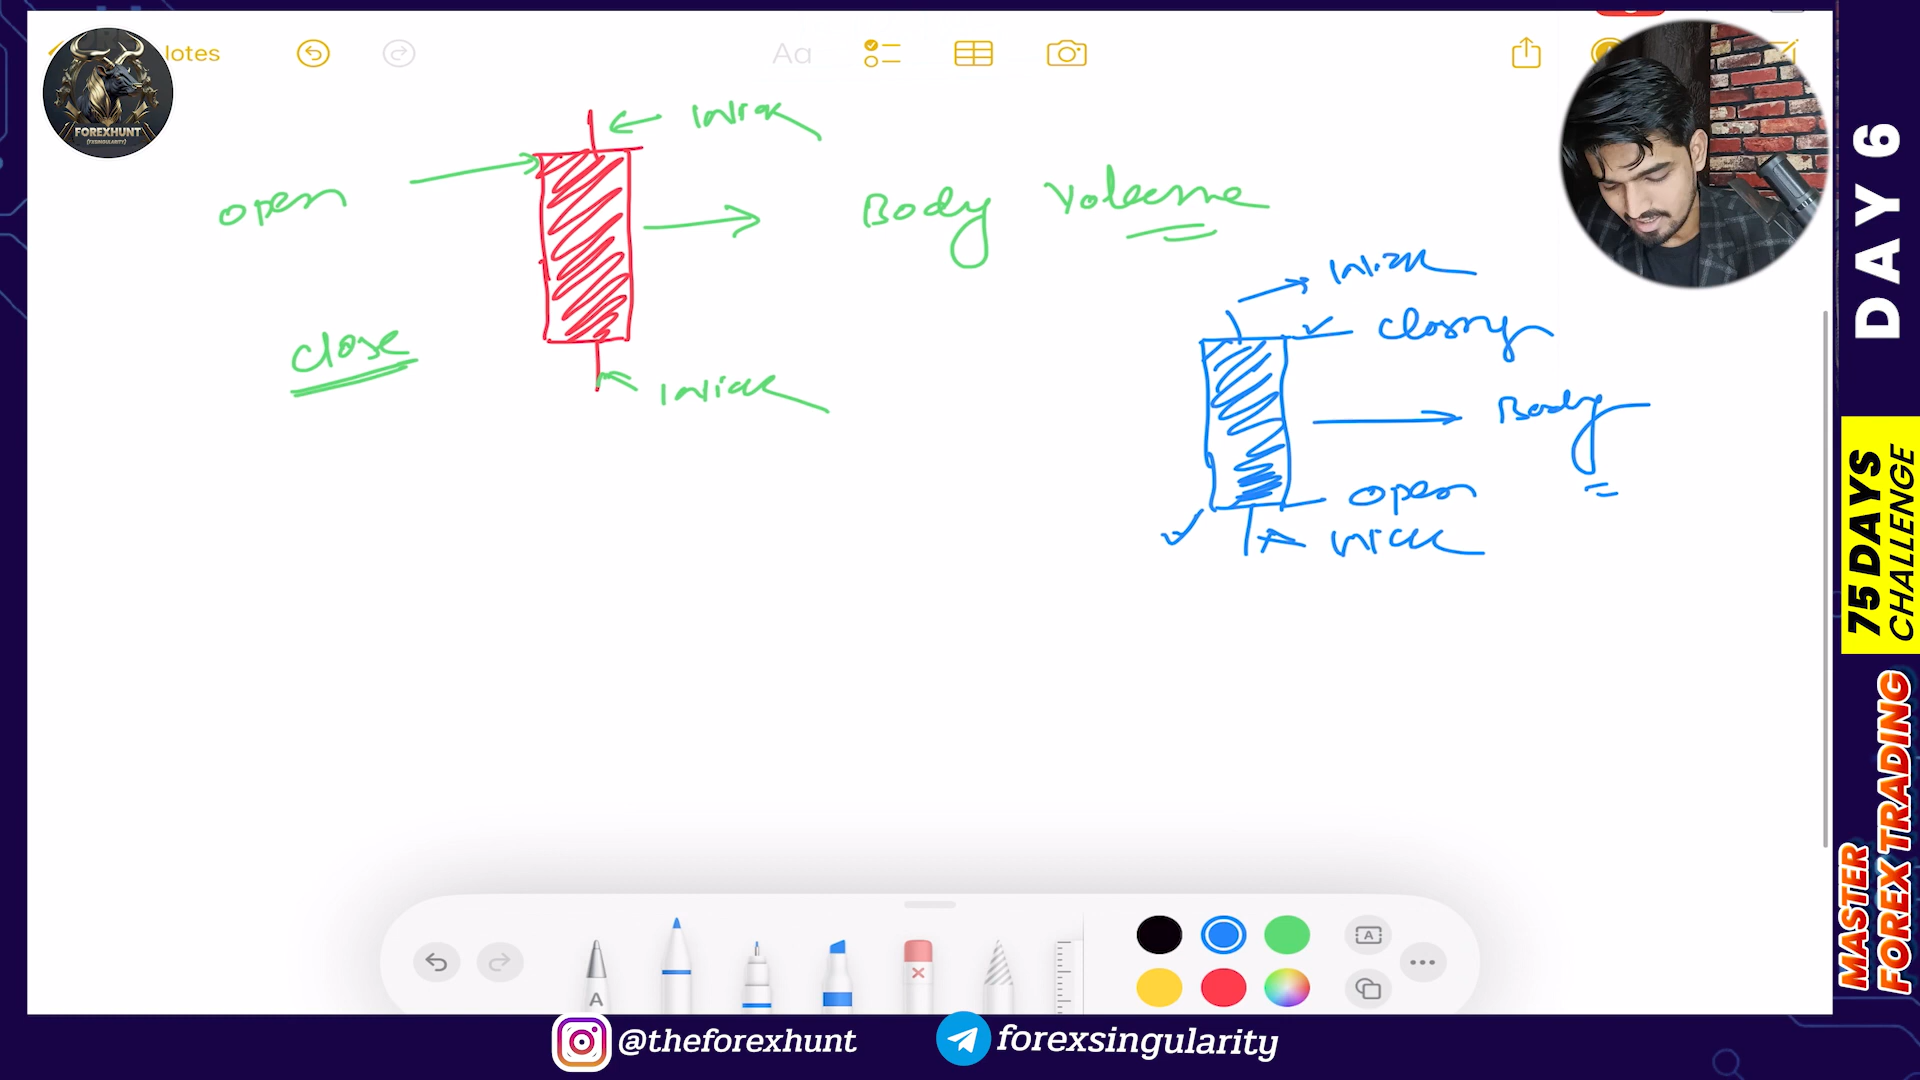 Notes
Aa
FOREXHUNT
(FXSINGULARITY)
wick
open
Body Volume
close
wick
wick
closing
Body
open
wick
A
A
DAY 6
75 DAYS
CHALLENGE
MASTER
FOREX TRADING
@theforexhunt
forexsingularity